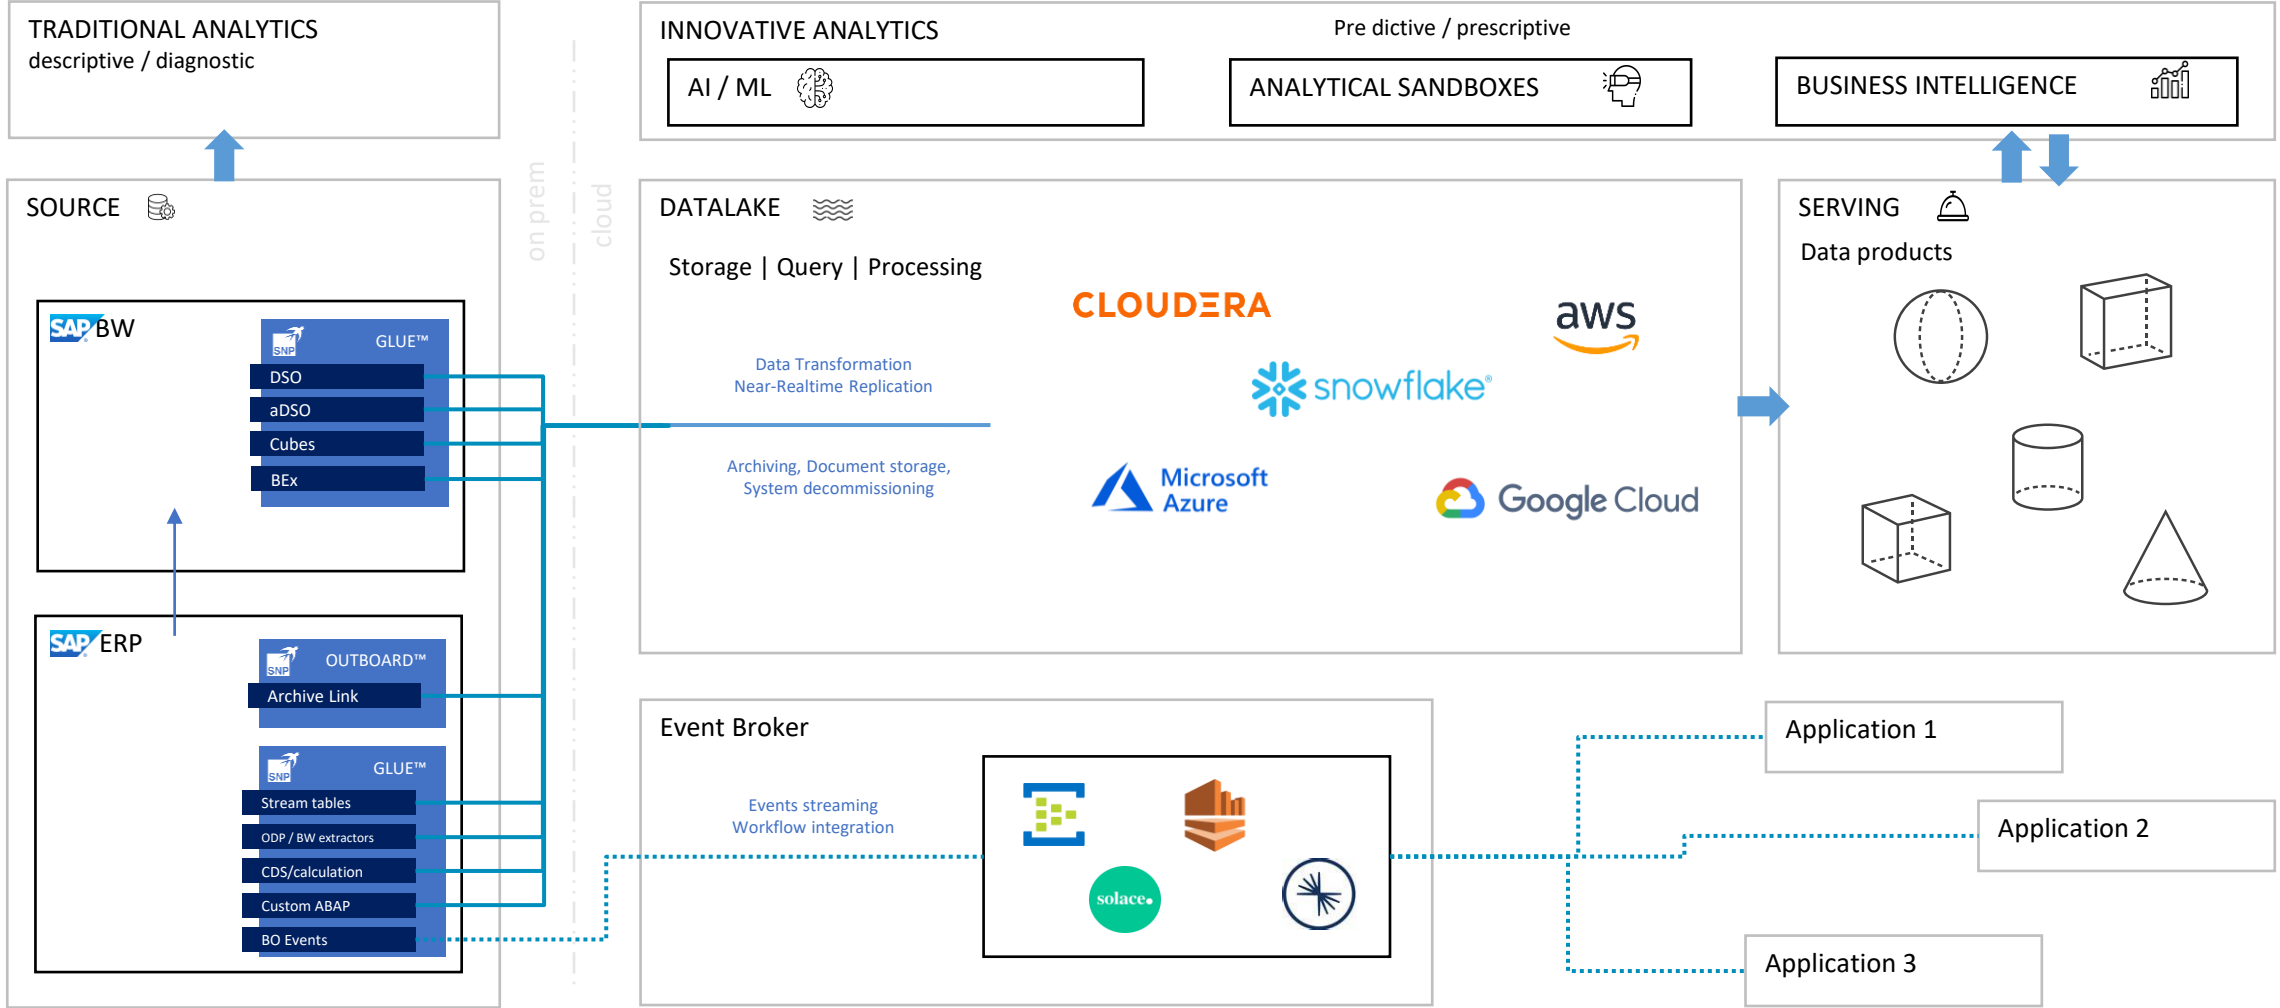 TRADITIONAL ANALYTICS
descriptive / diagnostic
INNOVATIVE ANALYTICS
Pre dictive / prescriptive
AI / ML
ANALYTICAL SANDBOXES
BUSINESS INTELLIGENCE
on prem
cloud
SOURCE
SAP BW
SNP
GLUE™
DSO
aDSO
Cubes
BEx
SAP ERP
SNP
OUTBOARD™
Archive Link
SNP
GLUE™
Stream tables
ODP / BW extractors
CDS/calculation
Custom ABAP
BO Events
DATALAKE
Storage | Query | Processing
Data Transformation
Near-Realtime Replication
Archiving, Document storage,
System decommissioning
CLOUDERA
aws
snowflake®
Microsoft
Azure
Google Cloud
SERVING
Data products
Event Broker
Events streaming
Workflow integration
solace.
Application 1
Application 2
Application 3